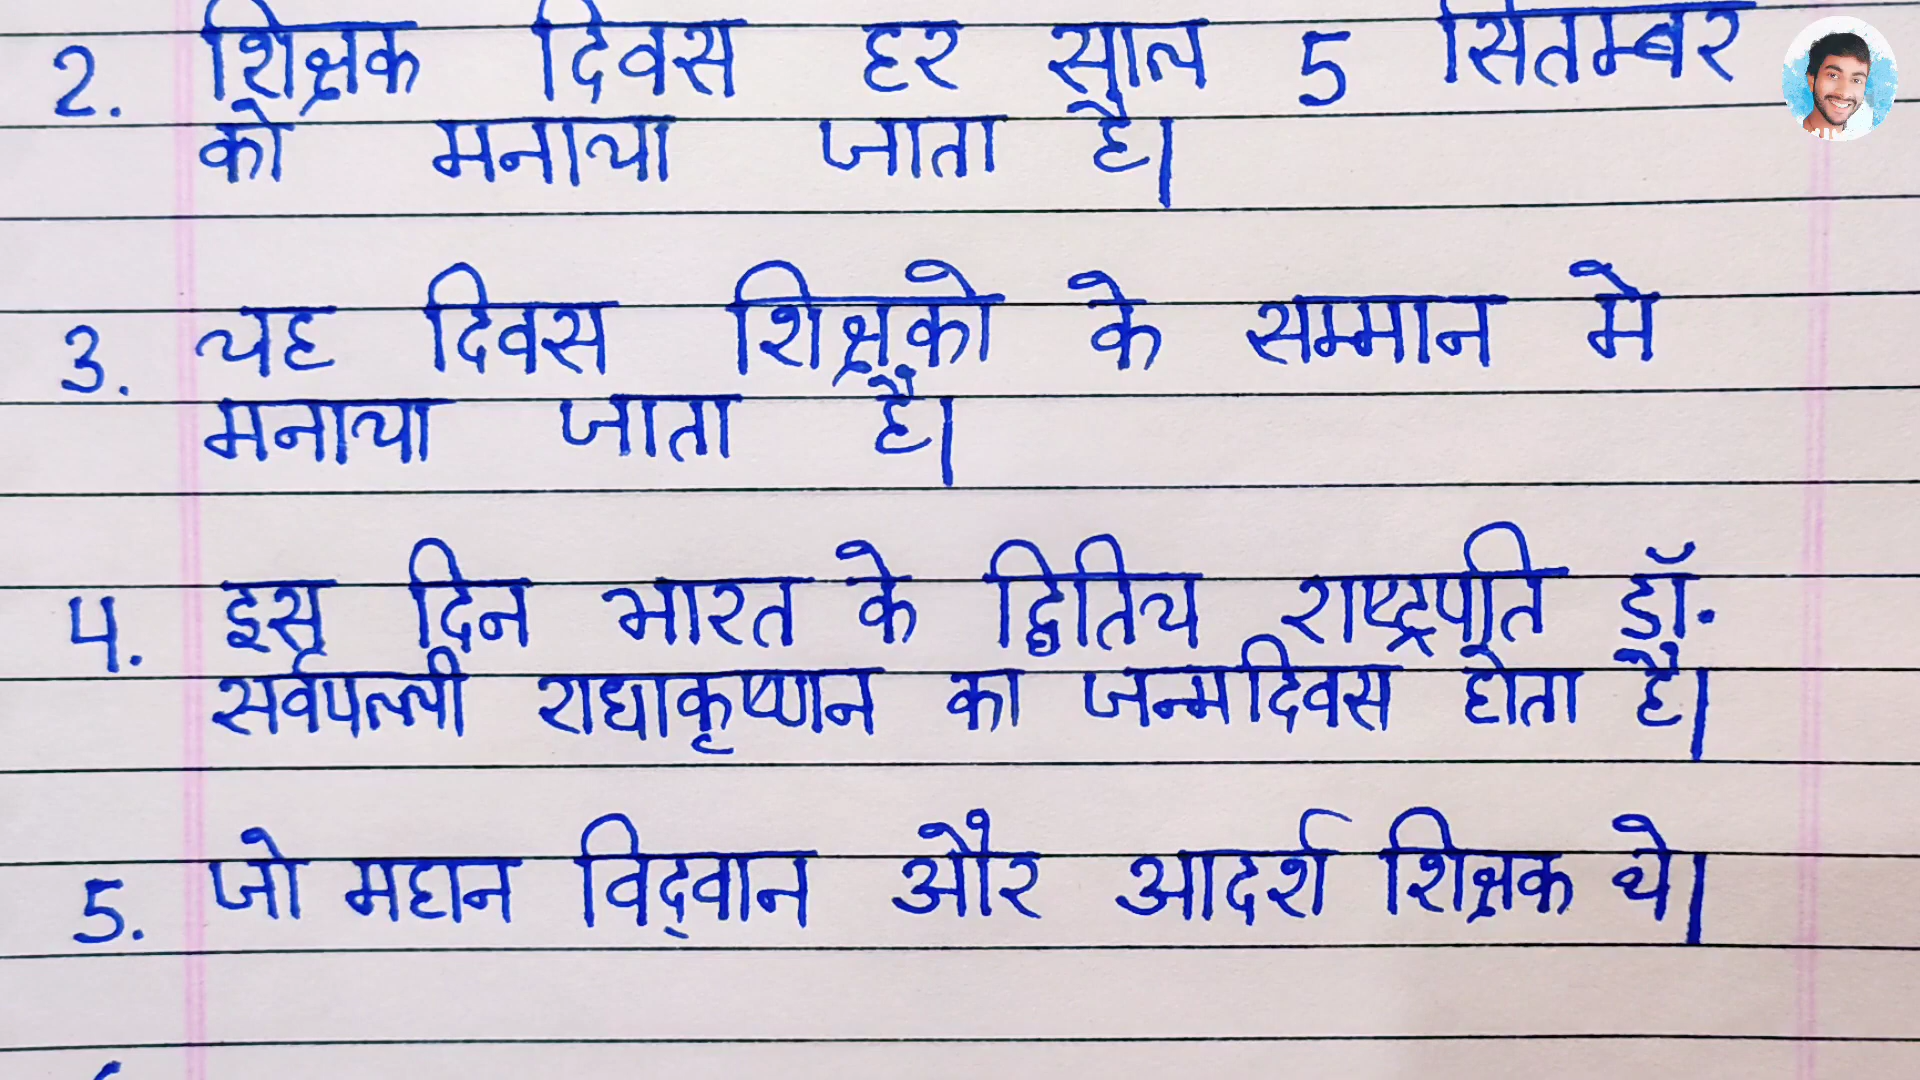 2. शिक्षक दिवस हर साल 5 सितम्बर
को मनाया जाता है।
3. यह दिवस शिक्षको के सम्मान मे
मनाया जाता है।
4. इस दिन भारत के द्वितिय राष्ट्रपति डॉ.
सर्वपल्ली राधाकृष्णन का जन्मदिवस होता है।
5. जो महान विद्‌वान और आदर्श शिक्षक थे।